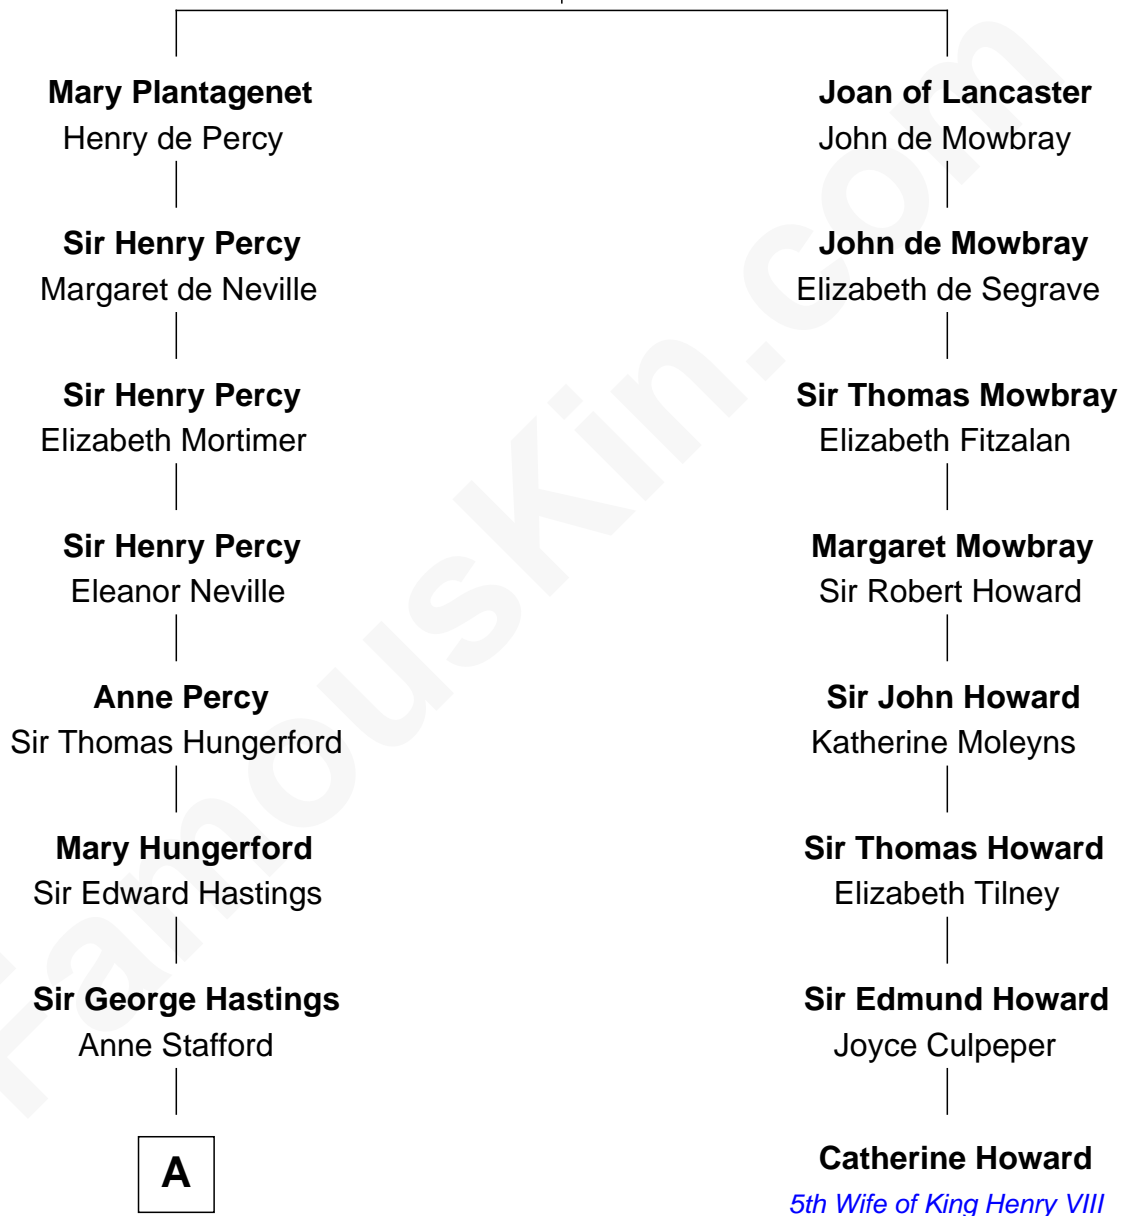 Mary Plantagenet
Henry de Percy
Sir Henry Percy
Margaret de Neville
Sir Henry Percy
Elizabeth Mortimer
Sir Henry Percy
Eleanor Neville
Anne Percy
Sir Thomas Hungerford
Mary Hungerford
Sir Edward Hastings
Sir George Hastings
Anne Stafford
A
Joan of Lancaster
John de Mowbray
John de Mowbray
Elizabeth de Segrave
Sir Thomas Mowbray
Elizabeth Fitzalan
Margaret Mowbray
Sir Robert Howard
Sir John Howard
Katherine Moleyns
Sir Thomas Howard
Elizabeth Tilney
Sir Edmund Howard
Joyce Culpeper
Catherine Howard
5th Wife of King Henry VIII
FamousKin.com